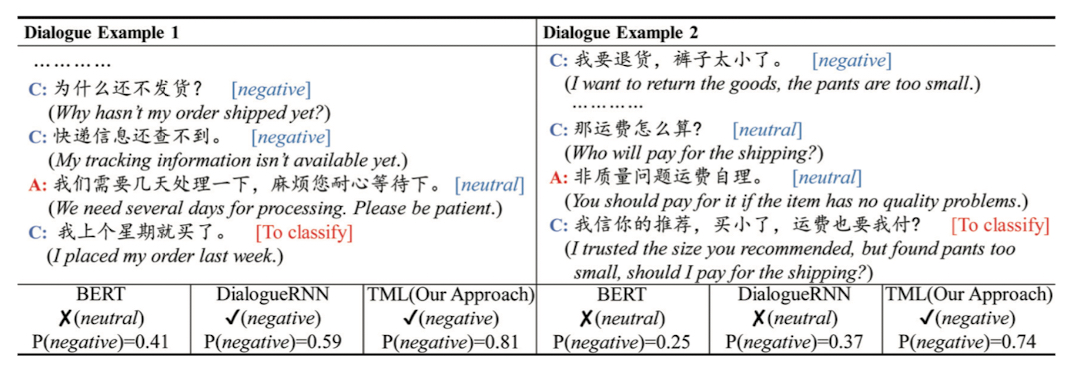 Dialogue Example 1
…………
C: 为什么还不发货？ [negative]
(Why hasn't my order shipped yet?)
C: 快递信息还查不到。 [negative]
(My tracking information isn't available yet.)
A: 我们需要几天处理一下，麻烦您耐心等待下。 [neutral]
(We need several days for processing. Please be patient.)
C: 我上个星期就买了。 [To classify]
(I placed my order last week.)
Dialogue Example 2
C: 我要退货，裤子太小了。 [negative]
(I want to return the goods, the pants are too small.)
…………
C: 那运费怎么算? [neutral]
(Who will pay for the shipping?)
A: 非质量问题运费自理。 [neutral]
(You should pay for it if the item has no quality problems.)
C: 我信你的推荐，买小了，运费也要我付? [To classify]
(I trusted the size you recommended, but found pants too
small, should I pay for the shipping?)
BERT
✗(neutral)
P(negative)=0.41
DialogueRNN
✓(negative)
P(negative)=0.59
TML(Our Approach)
✓(negative)
P(negative)=0.81
BERT
✗(neutral)
P(negative)=0.25
DialogueRNN
✗(neutral)
P(negative)=0.37
TML(Our Approach)
✓(negative)
P(negative)=0.74